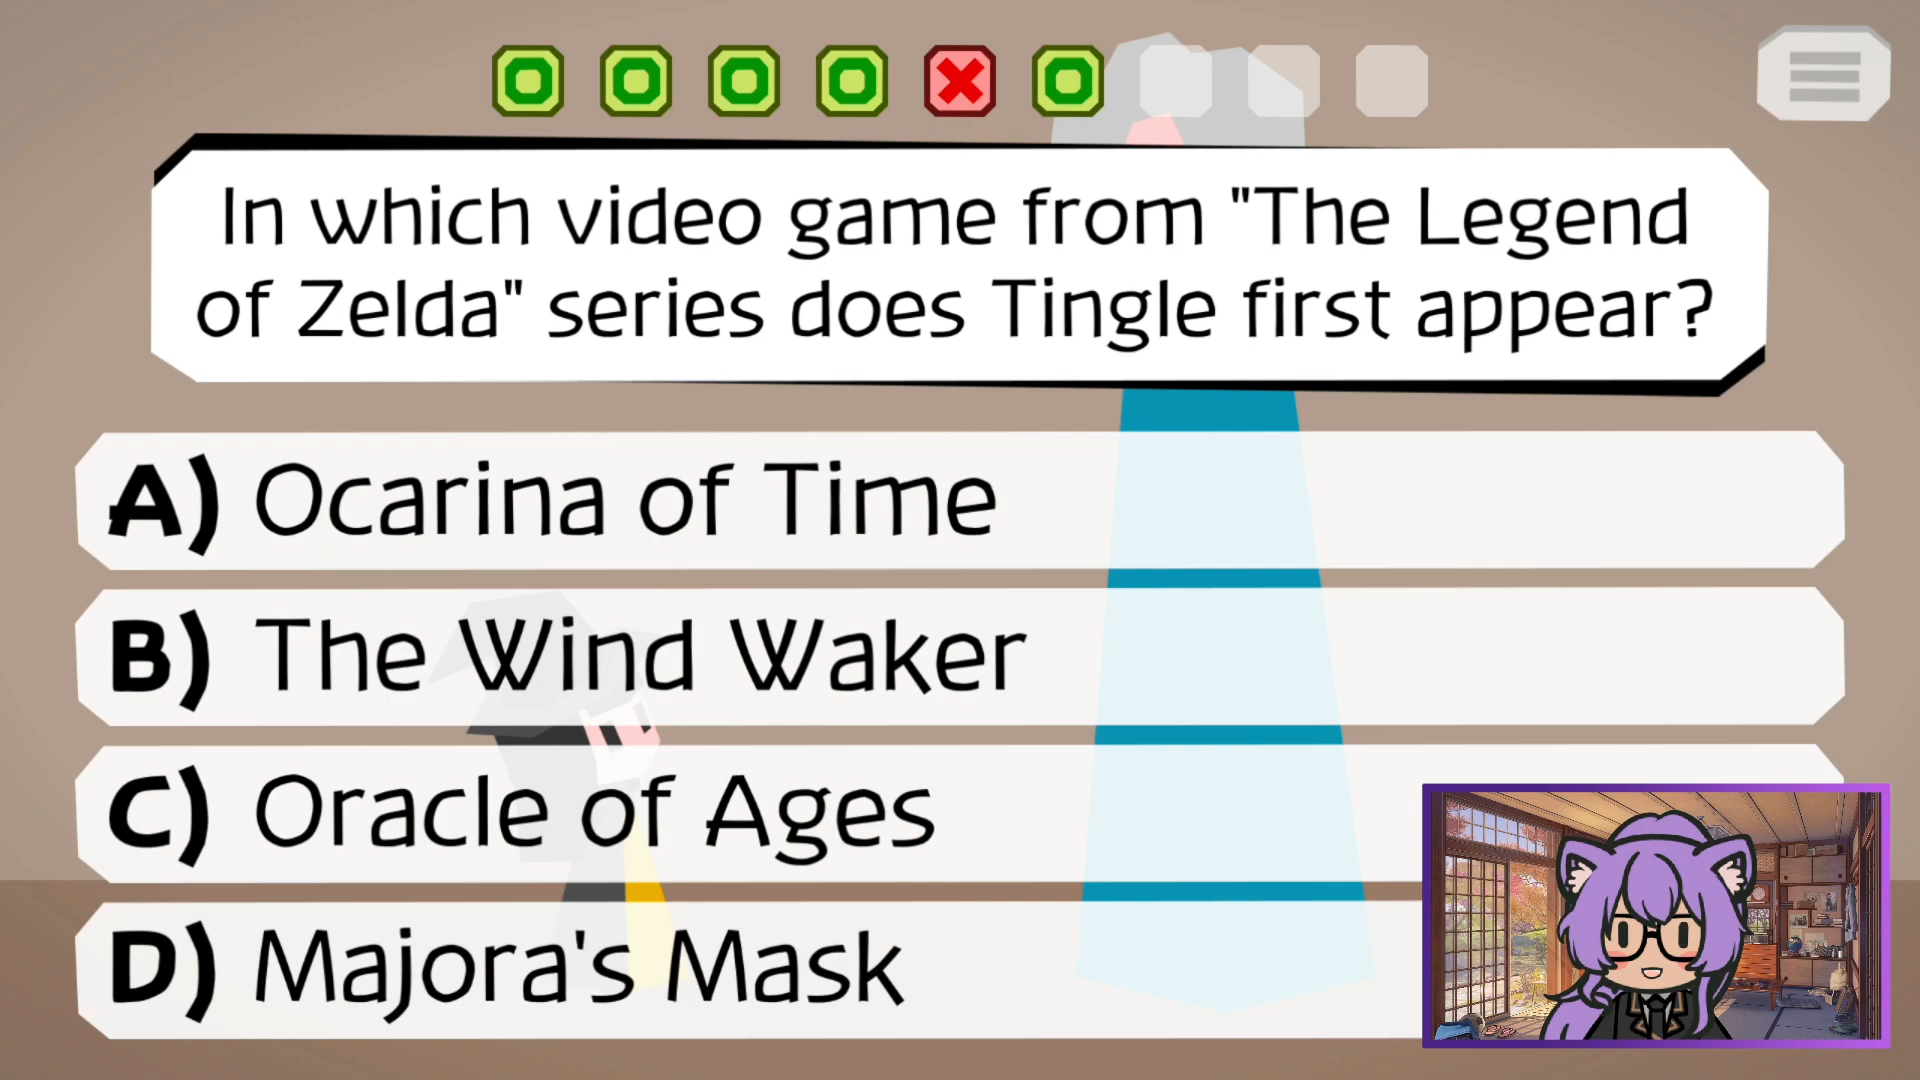 In which video game from "The Legend
of Zelda" series does Tingle first appear?
A) Ocarina of Time
B) The Wind Waker
C) Oracle of Ages
D) Majora's Mask